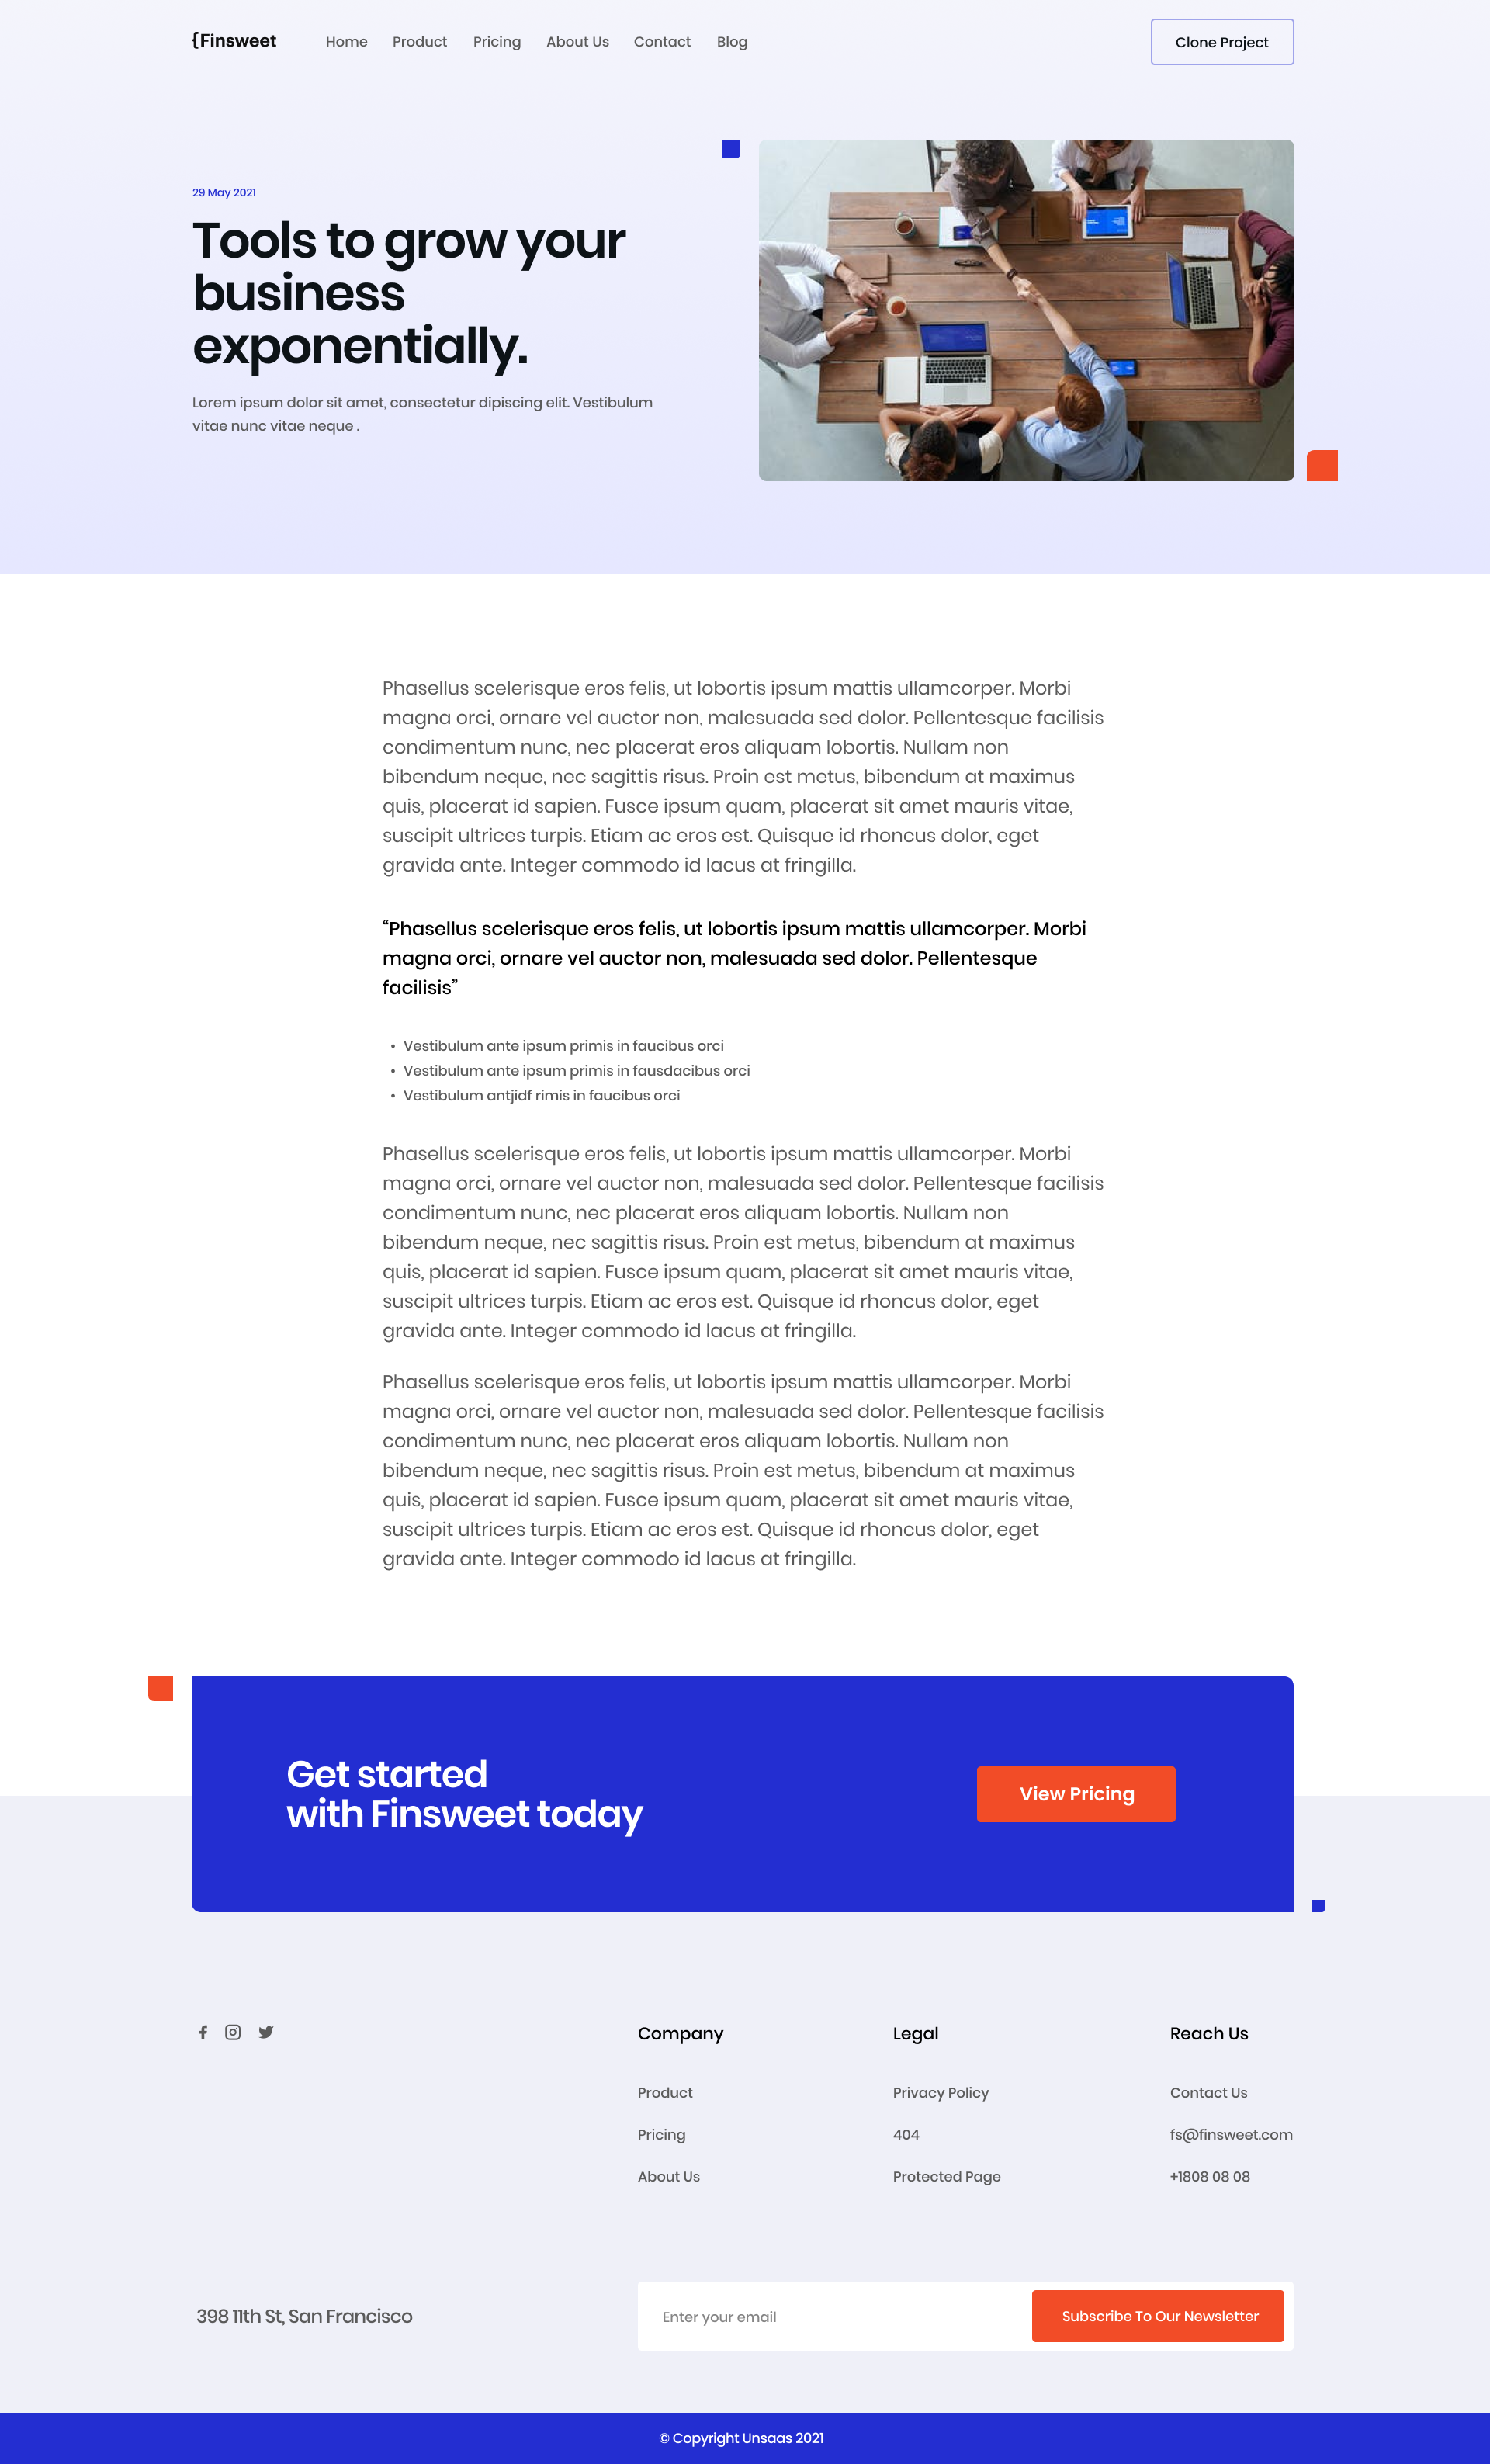 {Finsweet
Home Product Pricing About Us Contact Blog
Clone Project
29 May 2021
Tools to grow your
business
exponentially.
Lorem ipsum dolor sit amet, consectetur dipiscing elit. Vestibulum
vitae nunc vitae neque .
Phasellus scelerisque eros felis, ut lobortis ipsum mattis ullamcorper. Morbi
magna orci, ornare vel auctor non, malesuada sed dolor. Pellentesque facilisis
condimentum nunc, nec placerat eros aliquam lobortis. Nullam non
bibendum neque, nec sagittis risus. Proin est metus, bibendum at maximus
quis, placerat id sapien. Fusce ipsum quam, placerat sit amet mauris vitae,
suscipit ultrices turpis. Etiam ac eros est. Quisque id rhoncus dolor, eget
gravida ante. Integer commodo id lacus at fringilla.
“Phasellus scelerisque eros felis, ut lobortis ipsum mattis ullamcorper. Morbi
magna orci, ornare vel auctor non, malesuada sed dolor. Pellentesque
facilisis”
• Vestibulum ante ipsum primis in faucibus orci
• Vestibulum ante ipsum primis in fausdacibus orci
• Vestibulum antjidf rimis in faucibus orci
Phasellus scelerisque eros felis, ut lobortis ipsum mattis ullamcorper. Morbi
magna orci, ornare vel auctor non, malesuada sed dolor. Pellentesque facilisis
condimentum nunc, nec placerat eros aliquam lobortis. Nullam non
bibendum neque, nec sagittis risus. Proin est metus, bibendum at maximus
quis, placerat id sapien. Fusce ipsum quam, placerat sit amet mauris vitae,
suscipit ultrices turpis. Etiam ac eros est. Quisque id rhoncus dolor, eget
gravida ante. Integer commodo id lacus at fringilla.
Phasellus scelerisque eros felis, ut lobortis ipsum mattis ullamcorper. Morbi
magna orci, ornare vel auctor non, malesuada sed dolor. Pellentesque facilisis
condimentum nunc, nec placerat eros aliquam lobortis. Nullam non
bibendum neque, nec sagittis risus. Proin est metus, bibendum at maximus
quis, placerat id sapien. Fusce ipsum quam, placerat sit amet mauris vitae,
suscipit ultrices turpis. Etiam ac eros est. Quisque id rhoncus dolor, eget
gravida ante. Integer commodo id lacus at fringilla.
Get started
with Finsweet today
View Pricing
Company
Product
Pricing
About Us
Legal
Privacy Policy
404
Protected Page
Reach Us
Contact Us
fs@finsweet.com
+1808 08 08
398 11th St, San Francisco
Enter your email
Subscribe To Our Newsletter
© Copyright Unsaas 2021